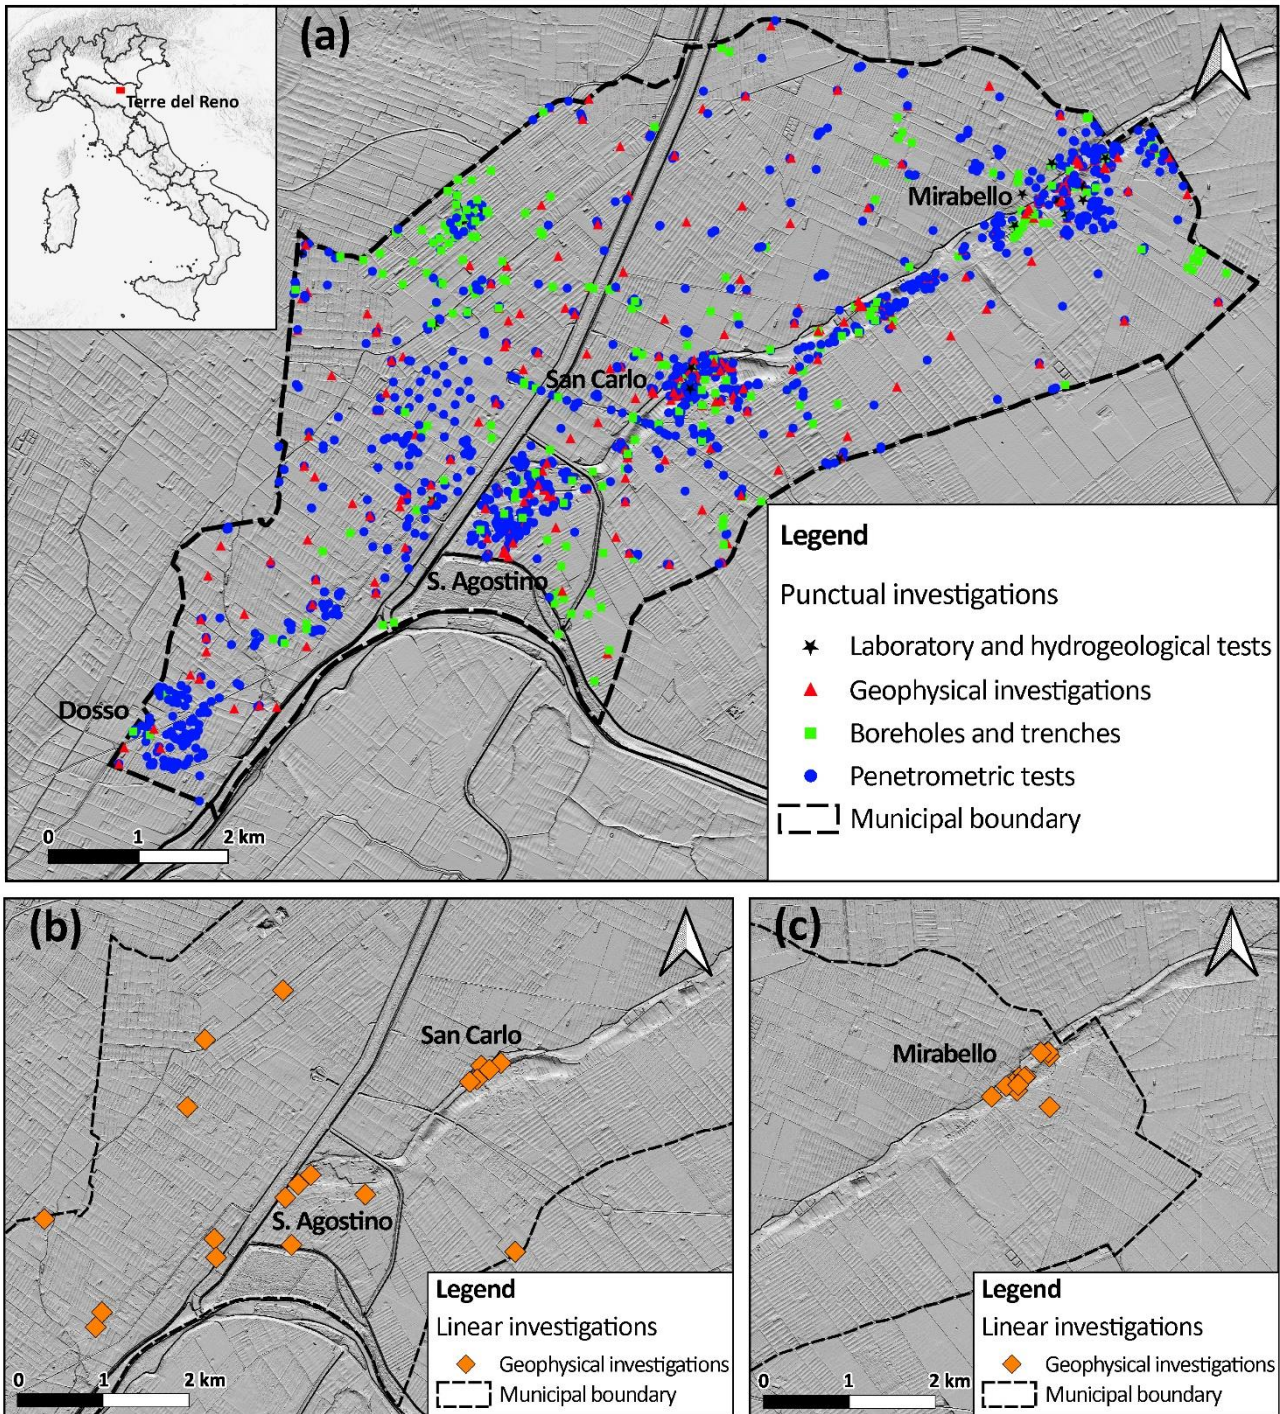 (a)
Terre del Reno
Mirabello
San Carlo
S. Agostino
Dosso
0 1 2 km
Legend
Punctual investigations
Laboratory and hydrogeological tests
Geophysical investigations
Boreholes and trenches
Penetrometric tests
Municipal boundary
(b)
San Carlo
S. Agostino
0 1 2 km
Legend
Linear investigations
Geophysical investigations
Municipal boundary
(c)
Mirabello
0 1 2 km
Legend
Linear investigations
Geophysical investigations
Municipal boundary